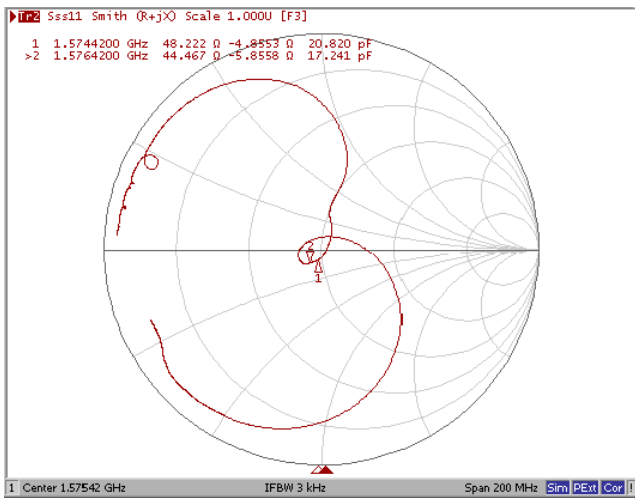 Tr2 Sss11 Smith (R+jX) Scale 1.000U [F3]
1 1.5744200 GHz 48.222 Ω -4.8553 Ω 20.820 pF
>2 1.5764200 GHz 44.467 Ω -5.8558 Ω 17.241 pF
2
1
1 Center 1.57542 GHz IFBW 3 kHz Span 200 MHz Sim PExt Cor !